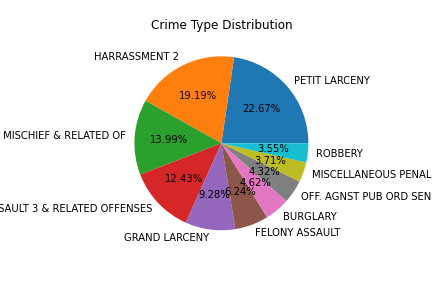 Crime Type Distribution
HARRASSMENT 2
PETIT LARCENY
19.19%
22.67%
MISCHIEF & RELATED OF
13.99%
3.55%
ROBBERY
3.71%
MISCELLANEOUS PENAL
4.32%
12.43%
4.62%
OFF. AGNST PUB ORD SEN
9.28%
6.24%
SAULT 3 & RELATED OFFENSES
BURGLARY
GRAND LARCENY
FELONY ASSAULT